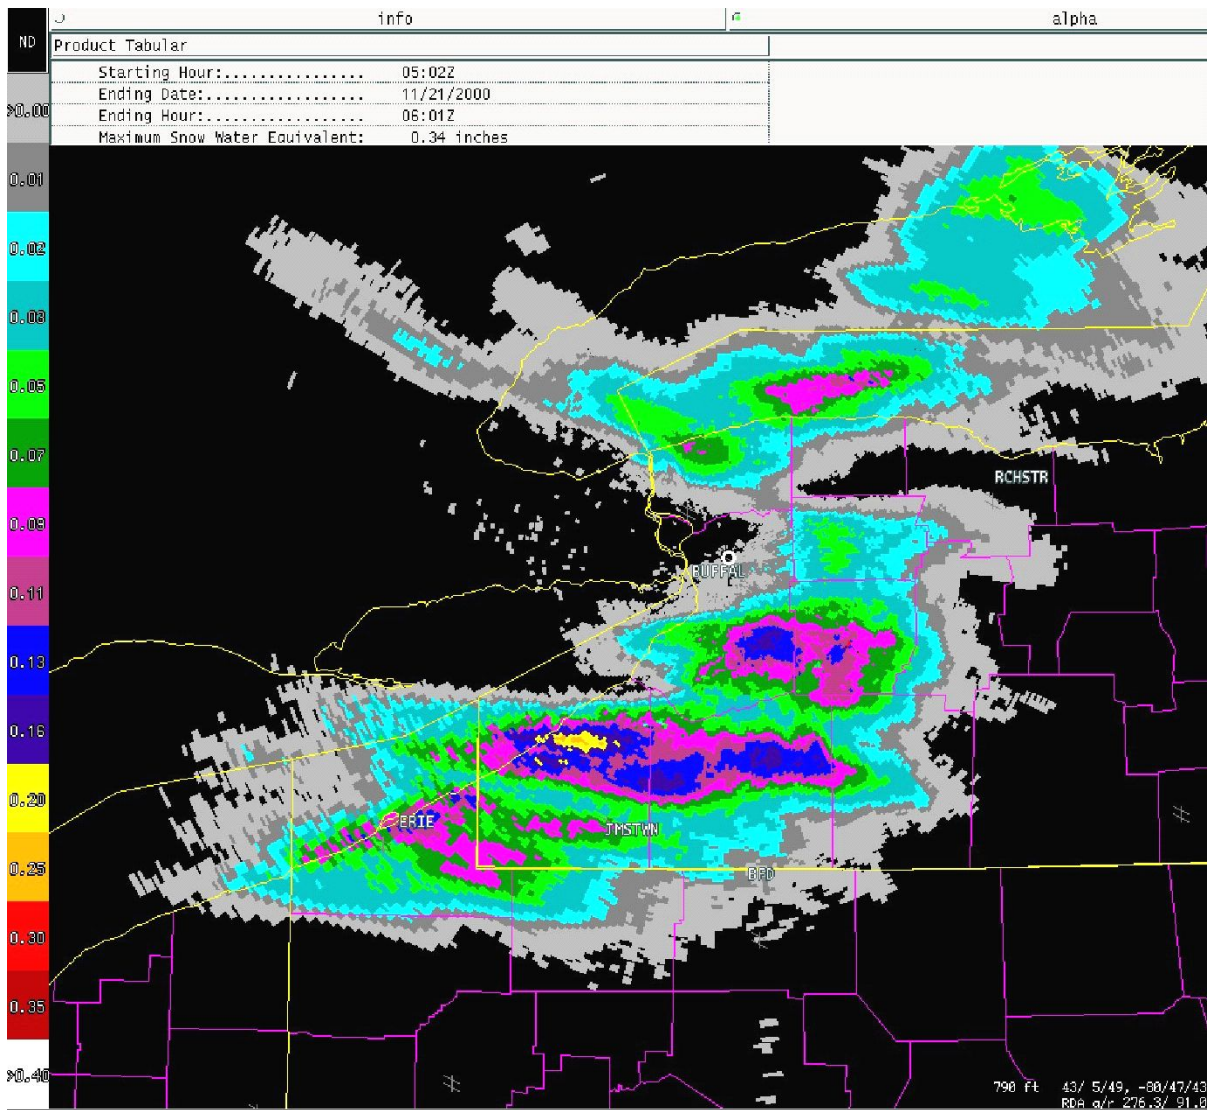 info alpha
ND
Product Tabular
Starting Hour:................ 05:02Z
Ending Date:.................. 11/21/2000
Ending Hour:.................. 06:01Z
Maximum Snow Water Equivalent: 0.34 inches
>0.00
0.01
0.02
0.03
0.05
0.07
0.09
0.11
0.13
0.16
0.20
0.25
0.30
0.35
>0.40
RCHSTR
BUFFAL
ERIE
JMSTWN
BFD
790 ft 43/ 5/49, -80/47/43
RDA a/r 276.3/ 91.0